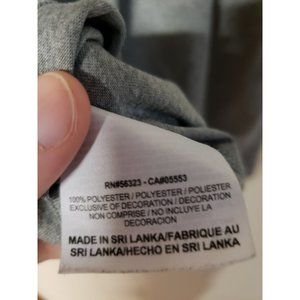 RN#56323 - CA#05553
100% POLYESTER / POLYESTER / POLIESTER
EXCLUSIVE OF DECORATION / DECORATION
NON COMPRISE / NO INCLUYE LA
DECORACION
MADE IN SRI LANKA/FABRIQUE AU
SRI LANKA/HECHO EN SRI LANKA